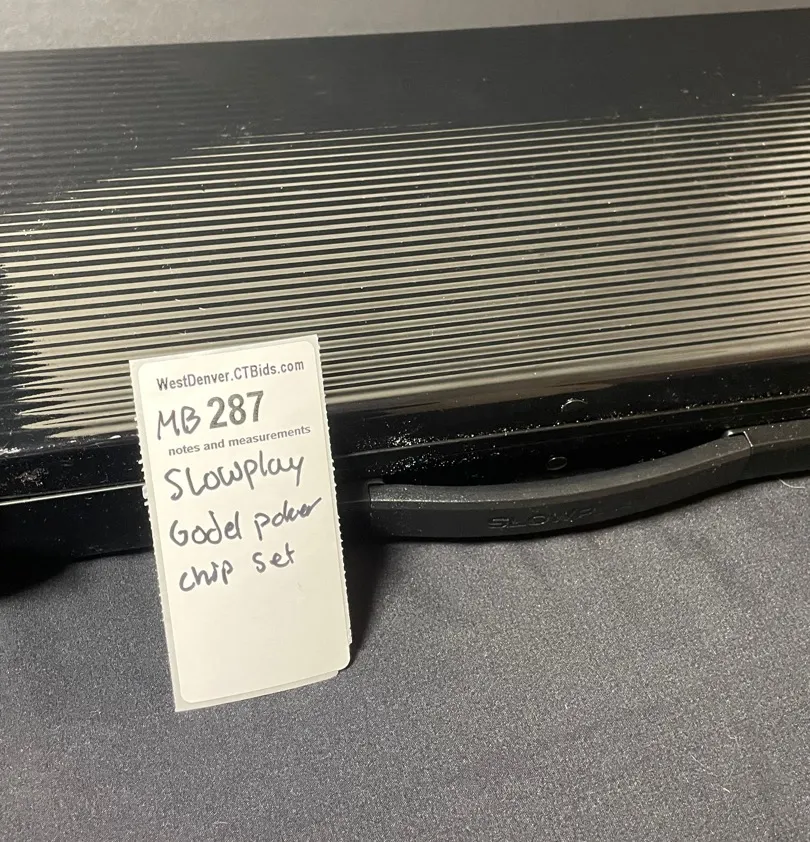 WestDenver.CTBids.com
MB 287
notes and measurements
Slowplay
Godel poker
chip set